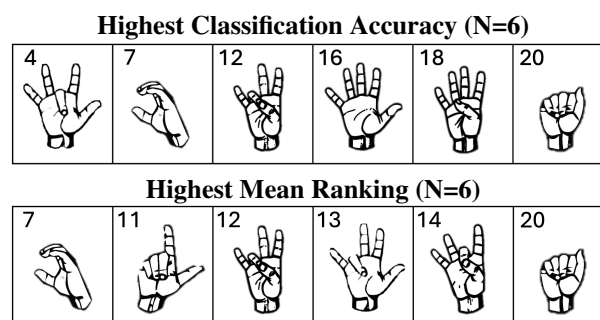 Highest Classification Accuracy (N=6)
4 7 12 16 18 20
Highest Mean Ranking (N=6)
7 11 12 13 14 20